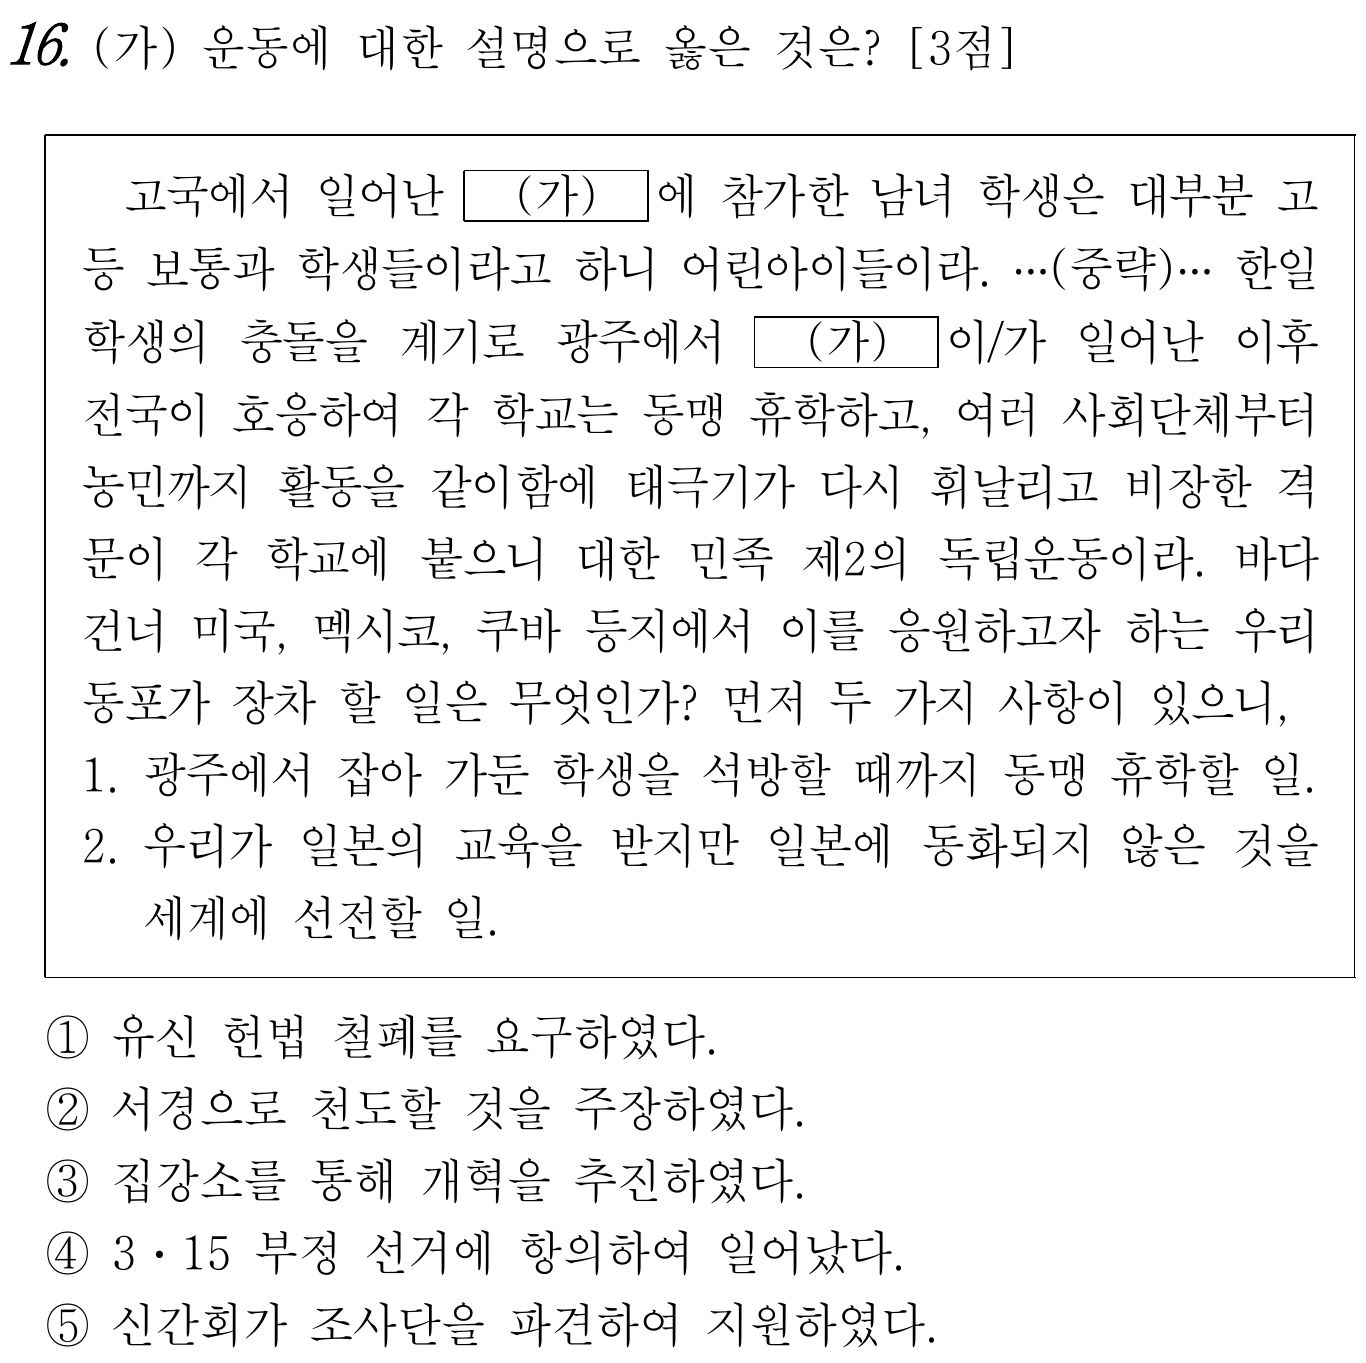 16. (가) 운동에 대한 설명으로 옳은 것은? [3점]
고국에서 일어난 (가) 에 참가한 남녀 학생은 대부분 고
등 보통과 학생들이라고 하니 어린아이들이라. …(중략)… 한일
학생의 충돌을 계기로 광주에서 (가) 이/가 일어난 이후
전국이 호응하여 각 학교는 동맹 휴학하고, 여러 사회단체부터
농민까지 활동을 같이함에 태극기가 다시 휘날리고 비장한 격
문이 각 학교에 붙으니 대한 민족 제2의 독립운동이라. 바다
건너 미국, 멕시코, 쿠바 등지에서 이를 응원하고자 하는 우리
동포가 장차 할 일은 무엇인가? 먼저 두 가지 사항이 있으니,
1. 광주에서 잡아 가둔 학생을 석방할 때까지 동맹 휴학할 일.
2. 우리가 일본의 교육을 받지만 일본에 동화되지 않은 것을
세계에 선전할 일.
① 유신 헌법 철폐를 요구하였다.
② 서경으로 천도할 것을 주장하였다.
③ 집강소를 통해 개혁을 추진하였다.
④ 3·15 부정 선거에 항의하여 일어났다.
⑤ 신간회가 조사단을 파견하여 지원하였다.